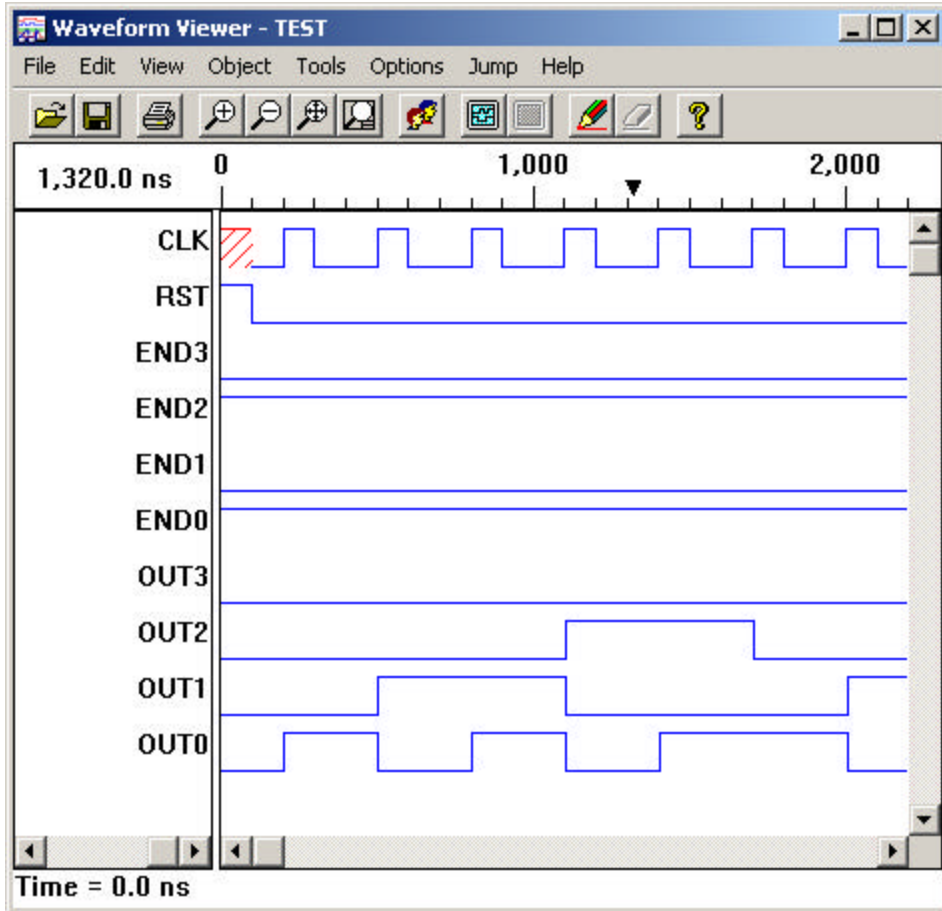 Waveform Viewer - TEST
File Edit View Object Tools Options Jump Help
1,320.0 ns 0 1,000 2,000
CLK
RST
END3
END2
END1
END0
OUT3
OUT2
OUT1
OUT0
Time = 0.0 ns